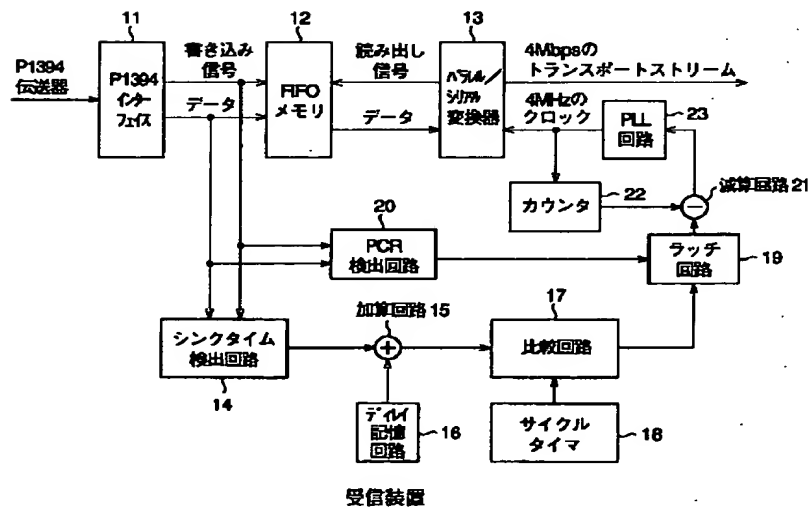 11
書き込み
信号
12
読み出し
信号
13
4Mbpsの
トランスポートストリーム
P1394
伝送器
P1394
インター
フェイス
データ
FIFO
メモリ
データ
パラレル/
シリアル
変換器
4MHzの
クロック
PLL
回路
23
減算回路 21
カウンタ
22
20
PCR
検出回路
ラッチ
回路
19
シンクタイム
検出回路
14
加算回路 15
17
比較回路
ディレイ
記憶
回路
16
サイクル
タイマ
18
受信装置